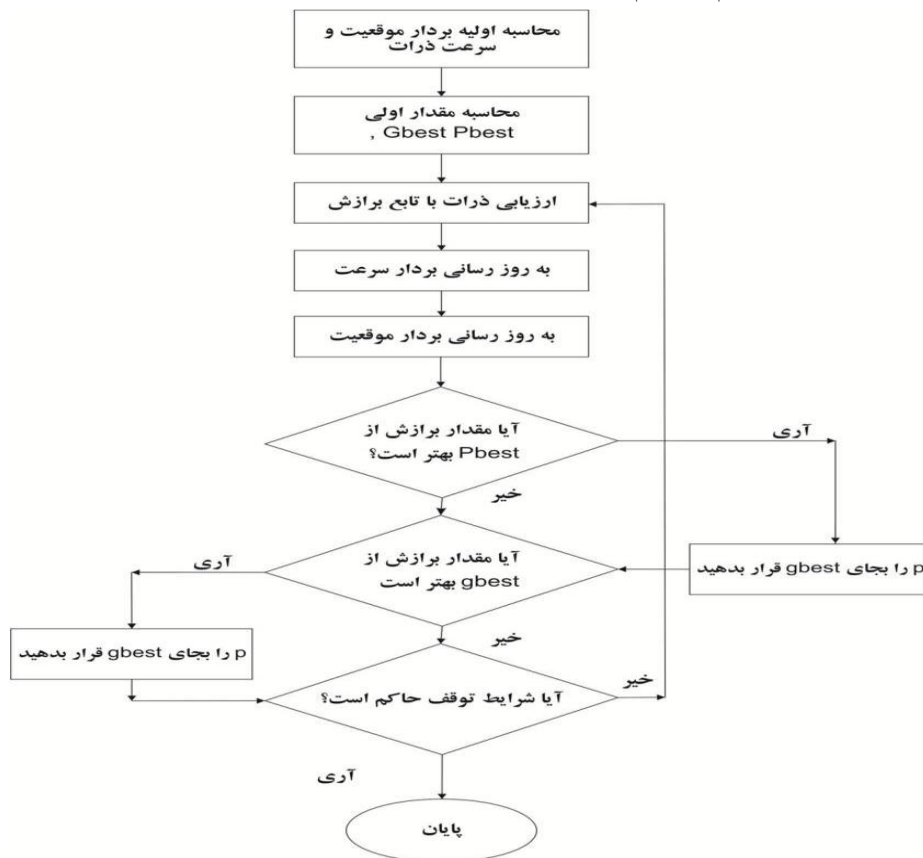 محاسبه اولیه بردار موقعیت و
سرعت ذرات
محاسبه مقدار اولی
, Gbest Pbest
ارزیابی ذرات با تابع برازش
به روز رسانی بردار سرعت
به روز رسانی بردار موقعیت
آیا مقدار برازش از
Pbest بهتر است؟
آری
خیر
p را بجای gbest قرار بدهید
آیا مقدار برازش از
gbest بهتر است
آری
خیر
p را بجای gbest قرار بدهید
آیا شرایط توقف حاکم است؟
خیر
آری
پایان